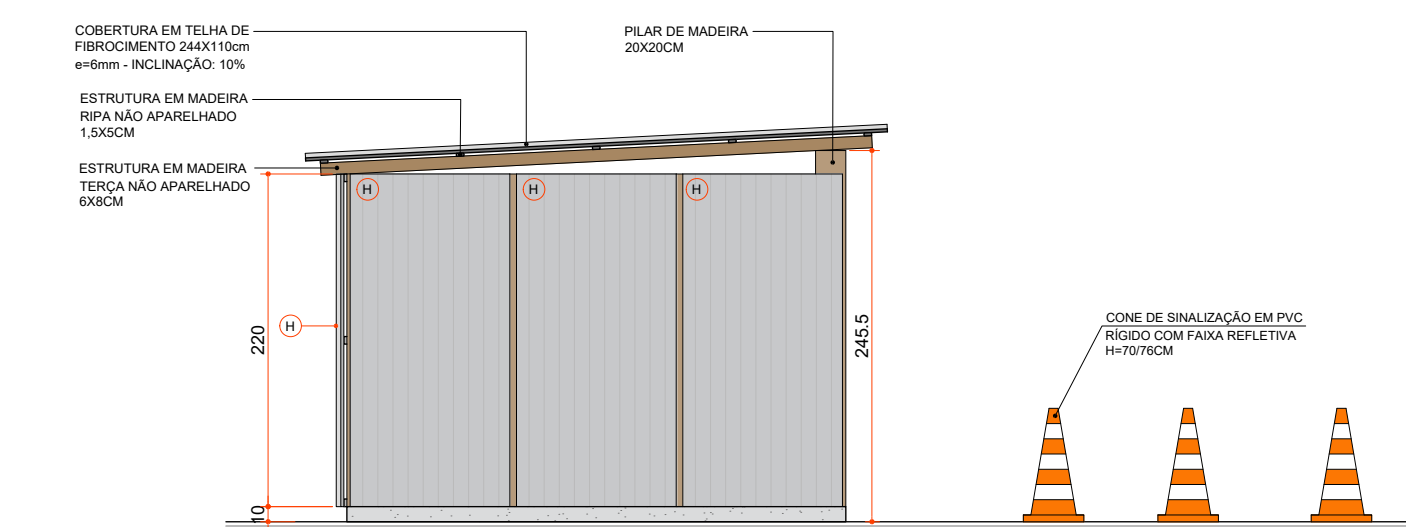 COBERTURA EM TELHA DE
FIBROCIMENTO 244X110cm
e=6mm - INCLINAÇÃO: 10%
PILAR DE MADEIRA
20X20CM
ESTRUTURA EM MADEIRA
RIPA NÃO APARELHADO
1,5X5CM
ESTRUTURA EM MADEIRA
TERÇA NÃO APARELHADO
6X8CM
H
H
H
H
220
245.5
10
CONE DE SINALIZAÇÃO EM PVC
RÍGIDO COM FAIXA REFLETIVA
H=70/76CM